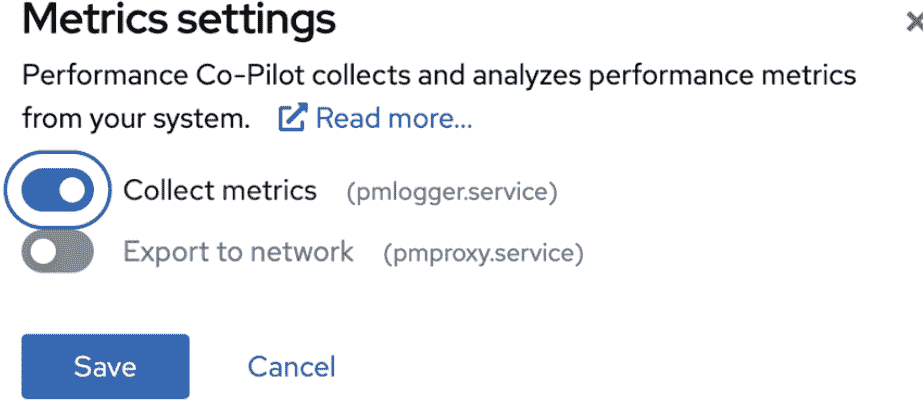 Metrics settings
Performance Co-Pilot collects and analyzes performance metrics
from your system. Read more...
Collect metrics (pmlogger.service)
Export to network (pmproxy.service)
Save Cancel